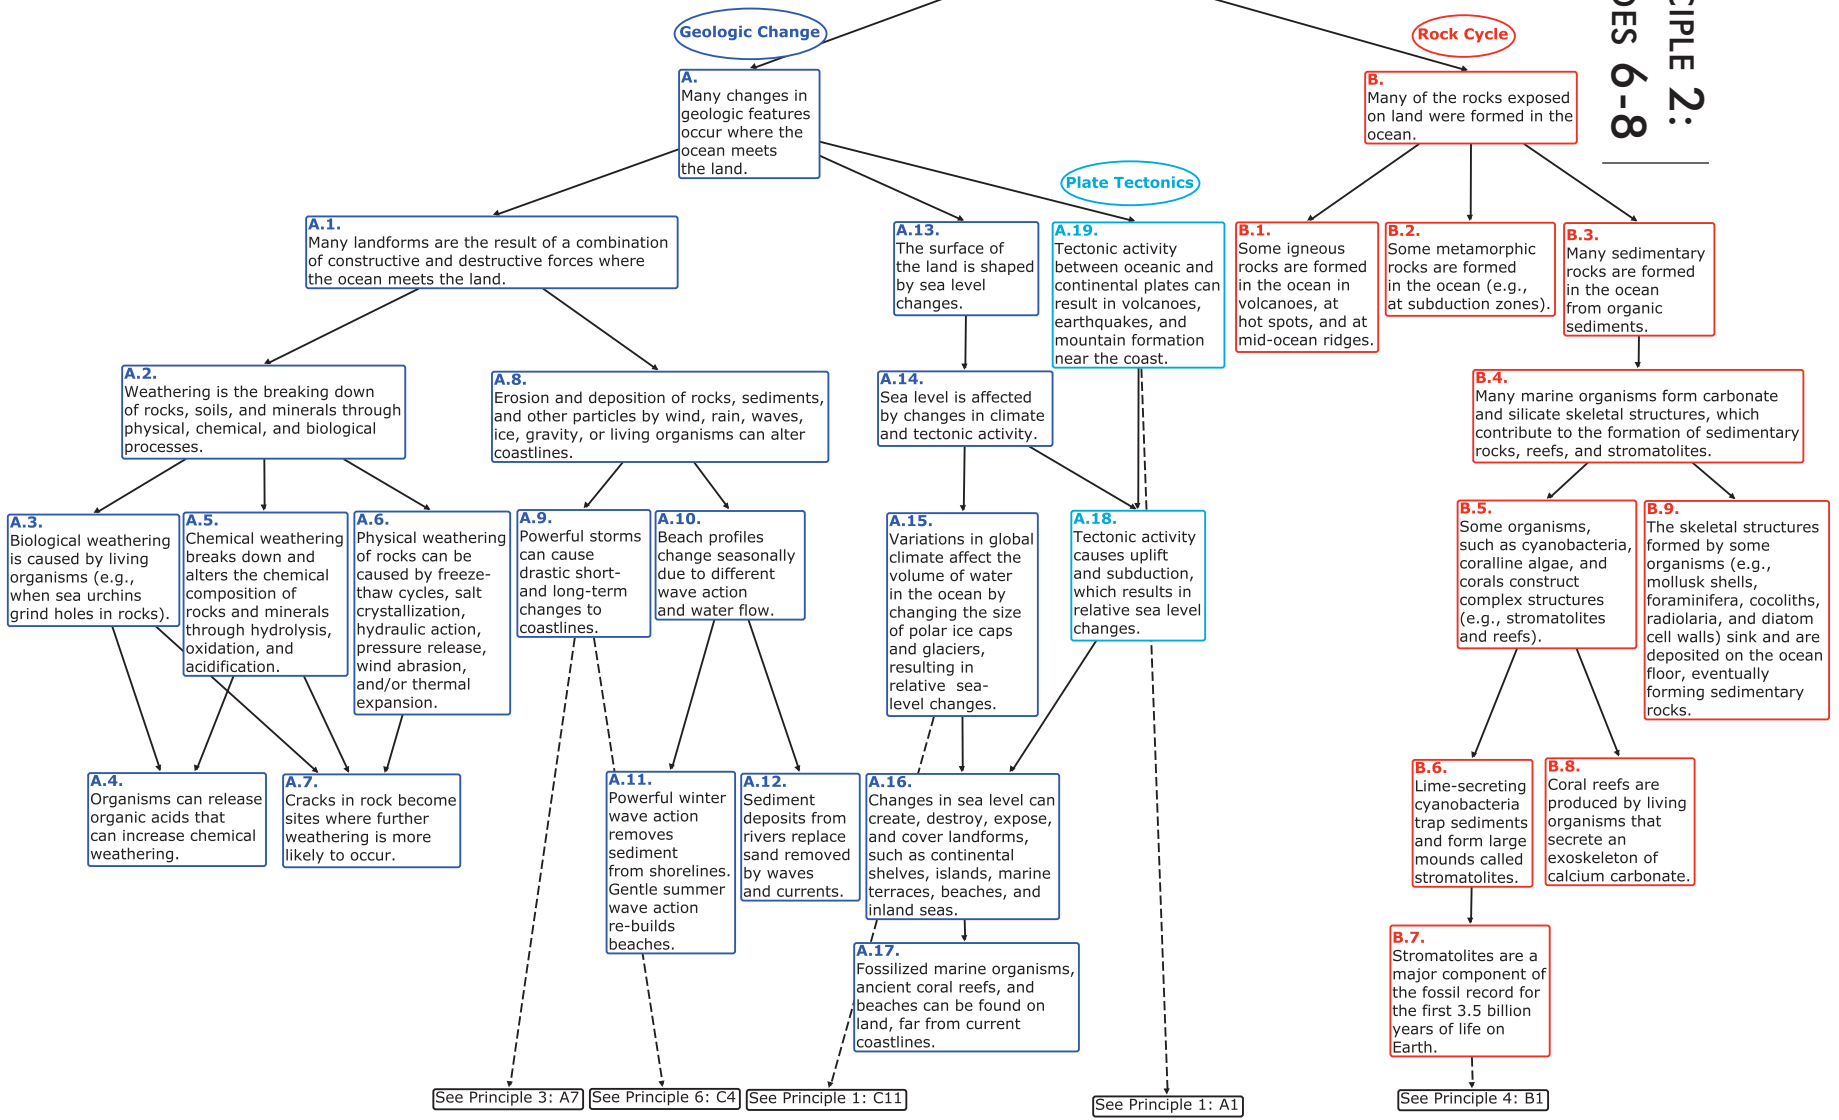 CIPLE 2:
DES 6-8
Geologic Change
Rock Cycle
A.
Many changes in
geologic features
occur where the
ocean meets
the land.
B.
Many of the rocks exposed
on land were formed in the
ocean.
Plate Tectonics
A.1.
Many landforms are the result of a combination
of constructive and destructive forces where
the ocean meets the land.
A.13.
The surface of
the land is shaped
by sea level
changes.
A.19.
Tectonic activity
between oceanic and
continental plates can
result in volcanoes,
earthquakes, and
mountain formation
near the coast.
B.1.
Some igneous
rocks are formed
in the ocean in
volcanoes, at
hot spots, and at
mid-ocean ridges.
B.2.
Some metamorphic
rocks are formed
in the ocean (e.g.,
at subduction zones).
B.3.
Many sedimentary
rocks are formed
in the ocean
from organic
sediments.
A.2.
Weathering is the breaking down
of rocks, soils, and minerals through
physical, chemical, and biological
processes.
A.8.
Erosion and deposition of rocks, sediments,
and other particles by wind, rain, waves,
ice, gravity, or living organisms can alter
coastlines.
A.14.
Sea level is affected
by changes in climate
and tectonic activity.
B.4.
Many marine organisms form carbonate
and silicate skeletal structures, which
contribute to the formation of sedimentary
rocks, reefs, and stromatolites.
A.3.
Biological weathering
is caused by living
organisms (e.g.,
when sea urchins
grind holes in rocks).
A.5.
Chemical weathering
breaks down and
alters the chemical
composition of
rocks and minerals
through hydrolysis,
oxidation, and
acidification.
A.6.
Physical weathering
of rocks can be
caused by freeze-
thaw cycles, salt
crystallization,
hydraulic action,
pressure release,
wind abrasion,
and/or thermal
expansion.
A.9.
Powerful storms
can cause
drastic short-
and long-term
changes to
coastlines.
A.10.
Beach profiles
change seasonally
due to different
wave action
and water flow.
A.15.
Variations in global
climate affect the
volume of water
in the ocean by
changing the size
of polar ice caps
and glaciers,
resulting in
relative sea-
level changes.
A.18.
Tectonic activity
causes uplift
and subduction,
which results in
relative sea level
changes.
B.5.
Some organisms,
such as cyanobacteria,
coralline algae, and
corals construct
complex structures
(e.g., stromatolites
and reefs).
B.9.
The skeletal structures
formed by some
organisms (e.g.,
mollusk shells,
foraminifera, cocoliths,
radiolaria, and diatom
cell walls) sink and are
deposited on the ocean
floor, eventually
forming sedimentary
rocks.
A.4.
Organisms can release
organic acids that
can increase chemical
weathering.
A.7.
Cracks in rock become
sites where further
weathering is more
likely to occur.
A.11.
Powerful winter
wave action
removes
sediment
from shorelines.
Gentle summer
wave action
re-builds
beaches.
A.12.
Sediment
deposits from
rivers replace
sand removed
by waves
and currents.
A.16.
Changes in sea level can
create, destroy, expose,
and cover landforms,
such as continental
shelves, islands, marine
terraces, beaches, and
inland seas.
B.6.
Lime-secreting
cyanobacteria
trap sediments
and form large
mounds called
stromatolites.
B.8.
Coral reefs are
produced by living
organisms that
secrete an
exoskeleton of
calcium carbonate.
A.17.
Fossilized marine organisms,
ancient coral reefs, and
beaches can be found on
land, far from current
coastlines.
B.7.
Stromatolites are a
major component of
the fossil record for
the first 3.5 billion
years of life on
Earth.
See Principle 3: A7
See Principle 6: C4
See Principle 1: C11
See Principle 1: A1
See Principle 4: B1